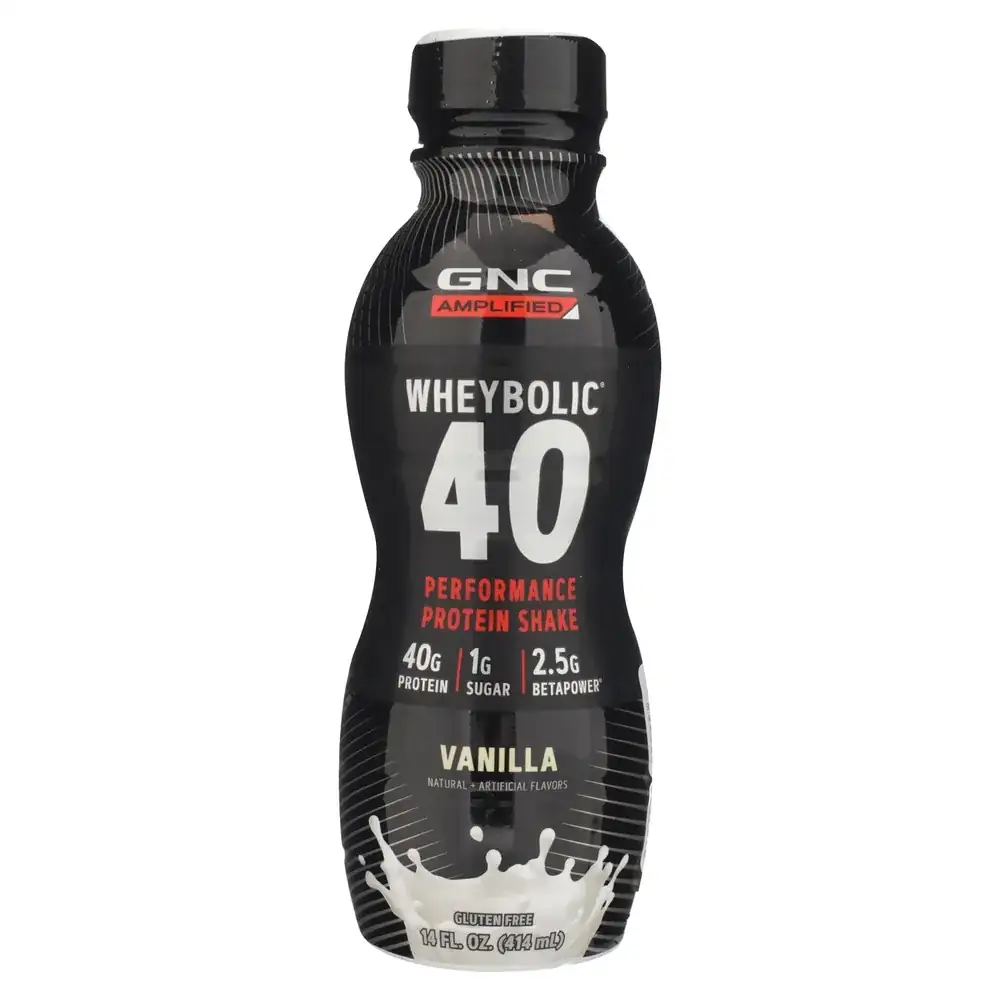 GNC
AMPLIFIED
WHEYBOLIC®
40
PERFORMANCE
PROTEIN SHAKE
40G PROTEIN | 1G SUGAR | 2.5G BETAPOWER®
VANILLA
NATURAL + ARTIFICIAL FLAVORS
GLUTEN FREE
14 FL. OZ. (414 mL)